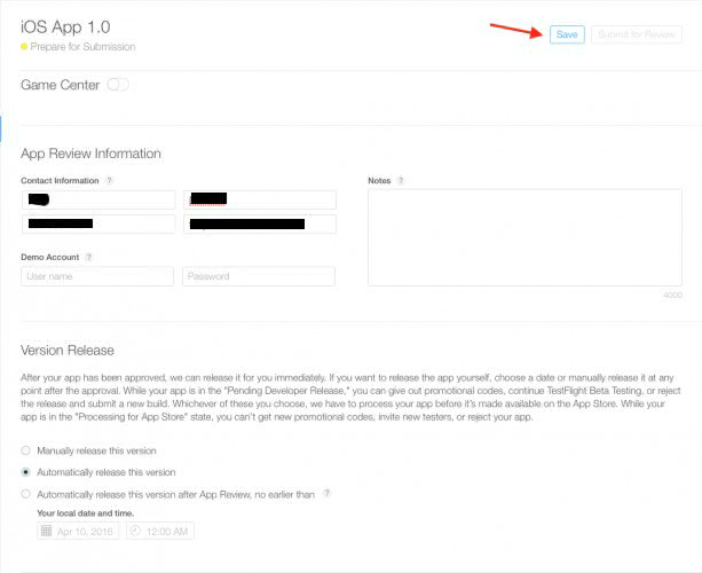 iOS App 1.0
Prepare for Submission
Save
Submit for Review
Game Center
App Review Information
Contact Information ?
Notes ?
Demo Account ?
User name
Password
4000
Version Release
After your app has been approved, we can release it for you immediately. If you want to release the app yourself, choose a date or manually release it at any
point after the approval. While your app is in the "Pending Developer Release," you can give out promotional codes, continue TestFlight Beta Testing, or reject
the release and submit a new build. Whichever of these you choose, we have to process your app before it's made available on the App Store. While your
app is in the "Processing for App Store" state, you can't get new promotional codes, invite new testers, or reject your app.
Manually release this version
Automatically release this version
Automatically release this version after App Review, no earlier than ?
Your local date and time.
Apr 10, 2016
12:00 AM